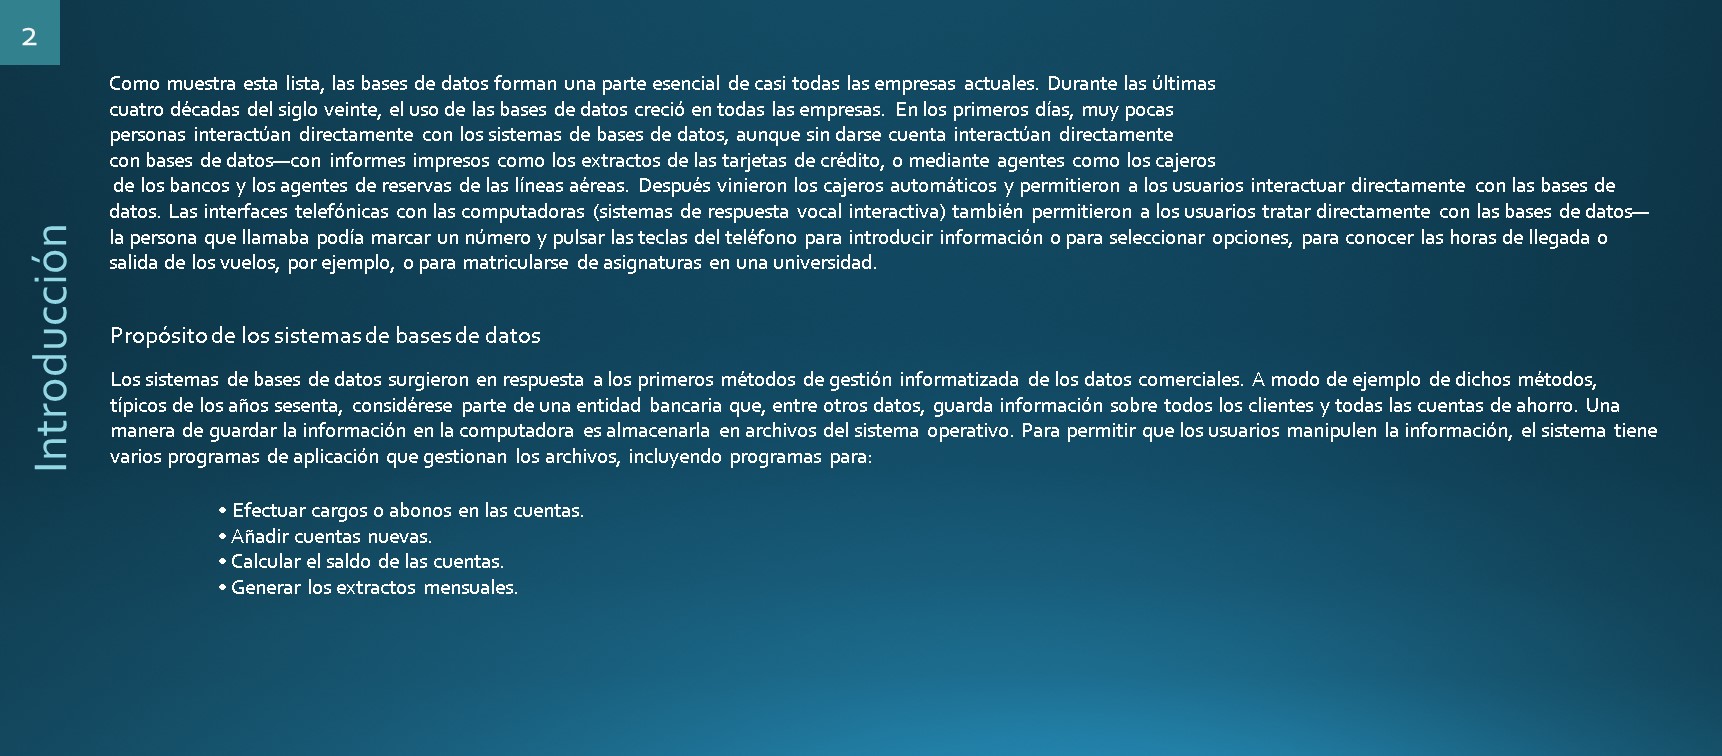 2
Introducción
Como muestra esta lista, las bases de datos forman una parte esencial de casi todas las empresas actuales. Durante las últimas
cuatro décadas del siglo veinte, el uso de las bases de datos creció en todas las empresas. En los primeros días, muy pocas
personas interactúan directamente con los sistemas de bases de datos, aunque sin darse cuenta interactúan directamente
con bases de datos—con informes impresos como los extractos de las tarjetas de crédito, o mediante agentes como los cajeros
de los bancos y los agentes de reservas de las líneas aéreas. Después vinieron los cajeros automáticos y permitieron a los usuarios interactuar directamente con las bases de
datos. Las interfaces telefónicas con las computadoras (sistemas de respuesta vocal interactiva) también permitieron a los usuarios tratar directamente con las bases de datos—
la persona que llamaba podía marcar un número y pulsar las teclas del teléfono para introducir información o para seleccionar opciones, para conocer las horas de llegada o
salida de los vuelos, por ejemplo, o para matricularse de asignaturas en una universidad.
Propósito de los sistemas de bases de datos
Los sistemas de bases de datos surgieron en respuesta a los primeros métodos de gestión informatizada de los datos comerciales. A modo de ejemplo de dichos métodos,
típicos de los años sesenta, considérese parte de una entidad bancaria que, entre otros datos, guarda información sobre todos los clientes y todas las cuentas de ahorro. Una
manera de guardar la información en la computadora es almacenarla en archivos del sistema operativo. Para permitir que los usuarios manipulen la información, el sistema tiene
varios programas de aplicación que gestionan los archivos, incluyendo programas para:
• Efectuar cargos o abonos en las cuentas.
• Añadir cuentas nuevas.
• Calcular el saldo de las cuentas.
• Generar los extractos mensuales.